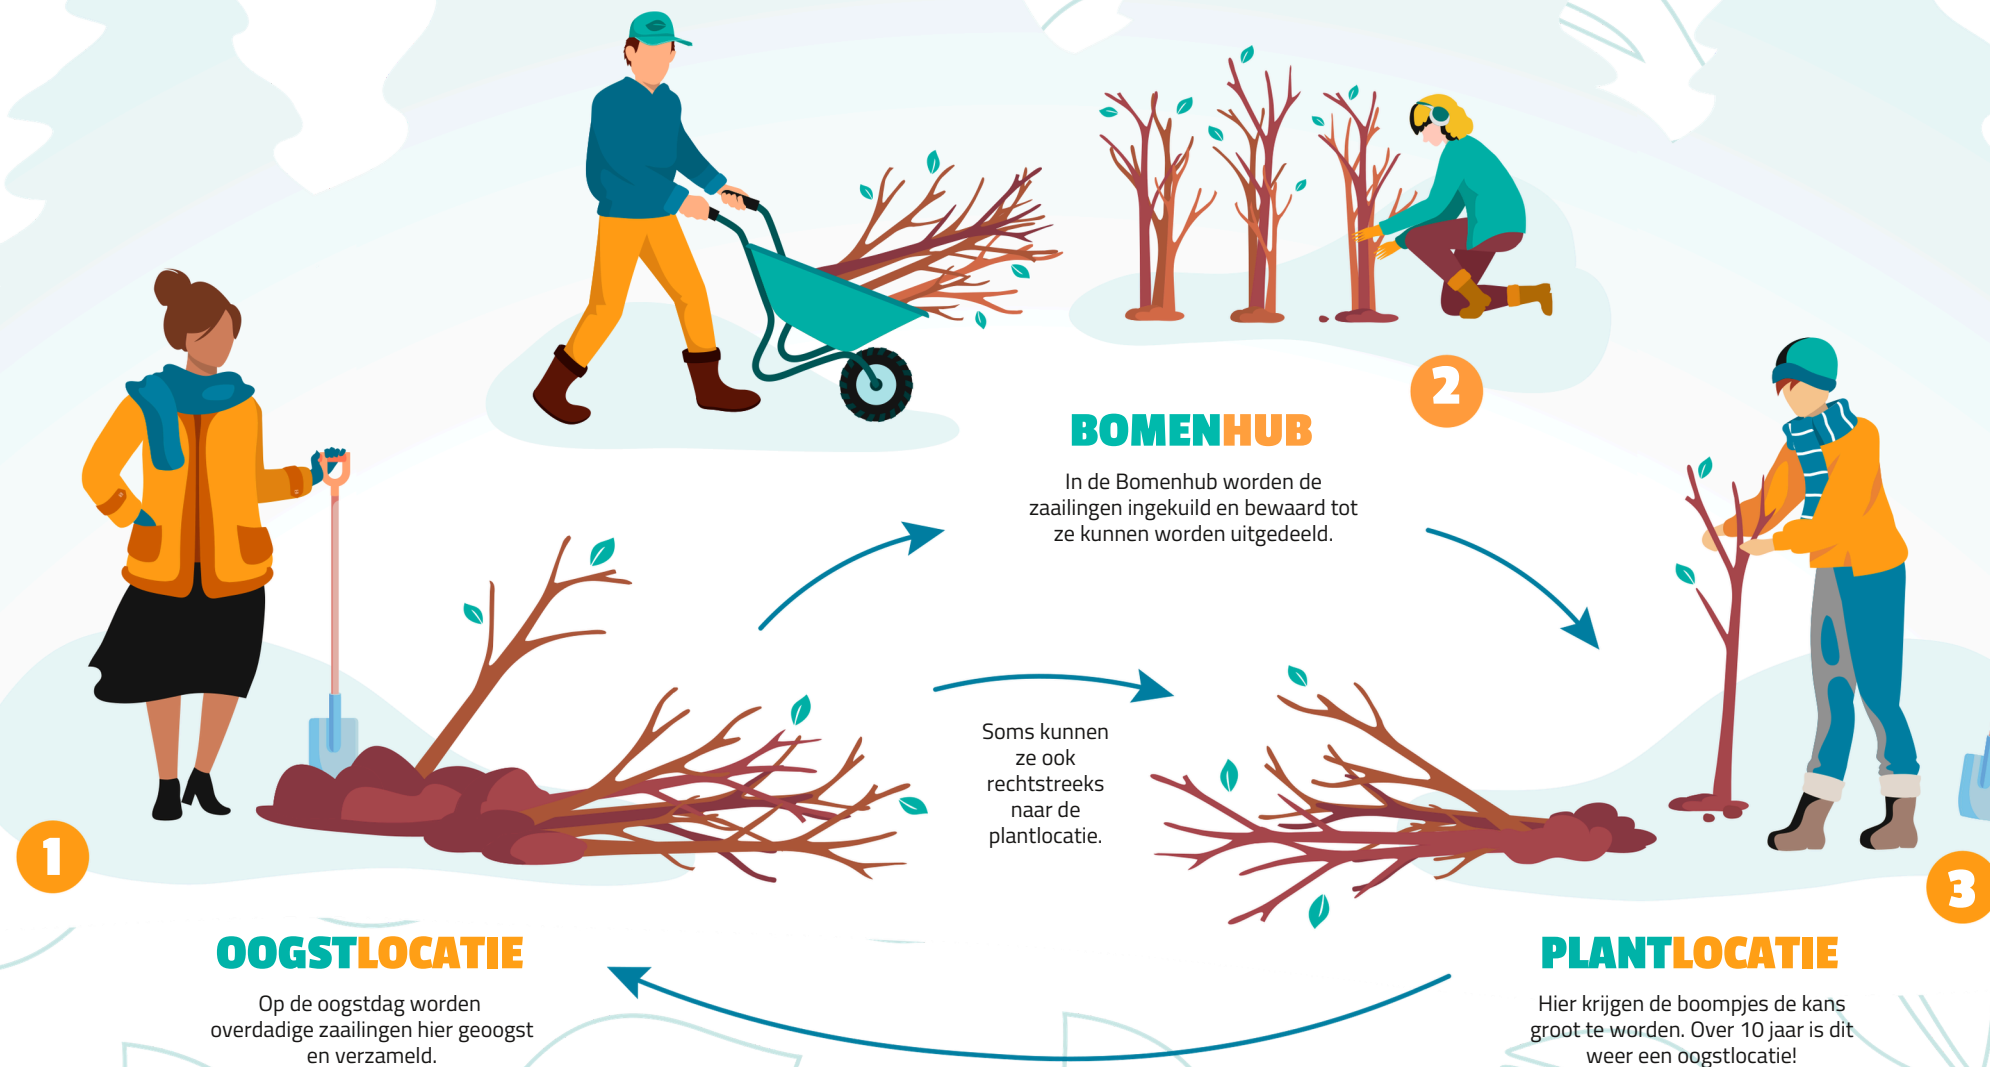 2
BOMENHUB
In de Bomenhub worden de
zaailingen ingekuild en bewaard tot
ze kunnen worden uitgedeeld.
Soms kunnen
ze ook
rechtstreeks
naar de
plantlocatie.
1
OOGSTLOCATIE
Op de oogstdag worden
overdadige zaailingen hier geoogst
en verzameld.
3
PLANTLOCATIE
Hier krijgen de boompjes de kans
groot te worden. Over 10 jaar is dit
weer een oogstlocatie!